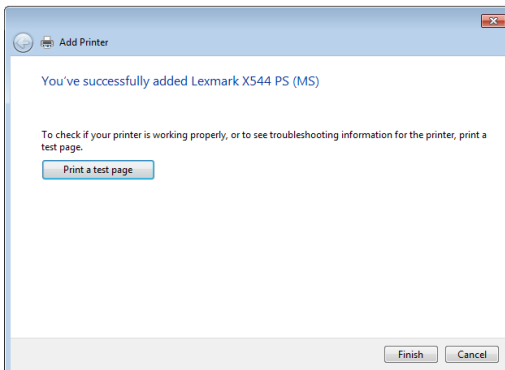 Add Printer
You've successfully added Lexmark X544 PS (MS)
To check if your printer is working properly, or to see troubleshooting information for the printer, print a
test page.
Print a test page
Finish Cancel